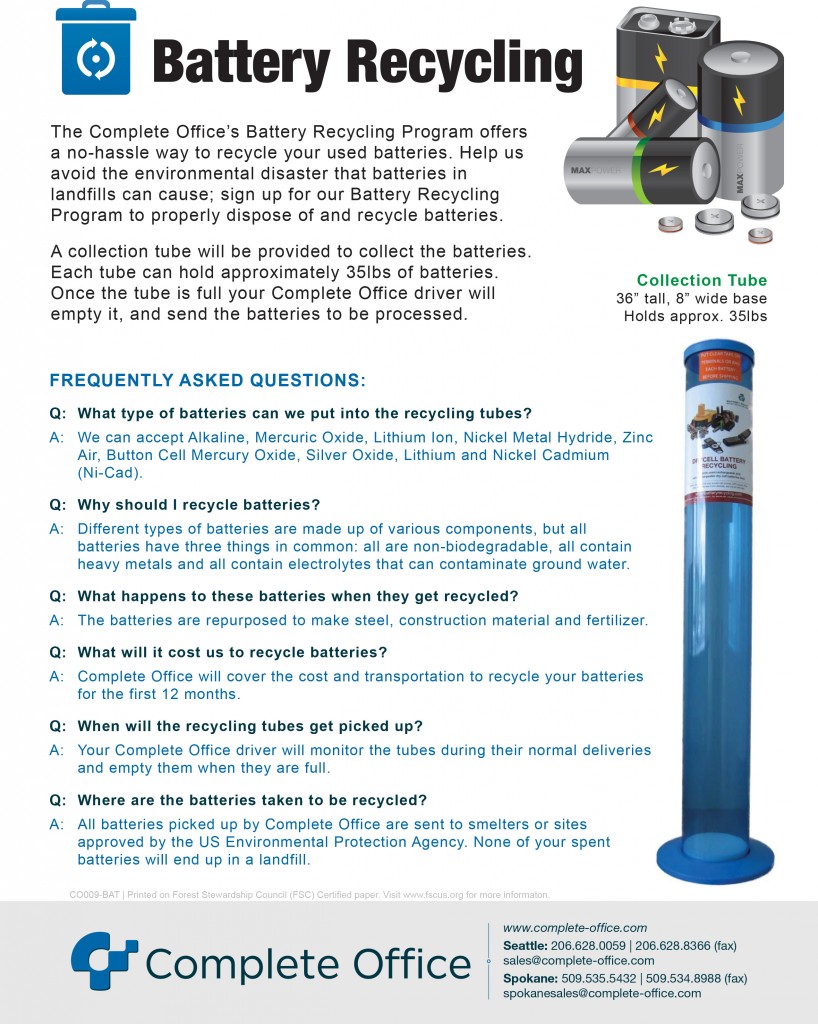 Battery Recycling
The Complete Office's Battery Recycling Program offers
a no-hassle way to recycle your used batteries. Help us
avoid the environmental disaster that batteries in
landfills can cause; sign up for our Battery Recycling
Program to properly dispose of and recycle batteries.
A collection tube will be provided to collect the batteries.
Each tube can hold approximately 35lbs of batteries.
Once the tube is full your Complete Office driver will
empty it, and send the batteries to be processed.
MAXPOWER
MAXPOWER
Collection Tube
36” tall, 8” wide base
Holds approx. 35lbs
PUT CLEAR TAPE ON
TERMINALS OF
EACH BATTERY
BEFORE
CELL BATTERY
RECYCLING
FREQUENTLY ASKED QUESTIONS:
Q: What type of batteries can we put into the recycling tubes?
A: We can accept Alkaline, Mercuric Oxide, Lithium Ion, Nickel Metal Hydride, Zinc
Air, Button Cell Mercury Oxide, Silver Oxide, Lithium and Nickel Cadmium
(Ni-Cad).
Q: Why should I recycle batteries?
A: Different types of batteries are made up of various components, but all
batteries have three things in common: all are non-biodegradable, all contain
heavy metals and all contain electrolytes that can contaminate ground water.
Q: What happens to these batteries when they get recycled?
A: The batteries are repurposed to make steel, construction material and fertilizer.
Q: What will it cost us to recycle batteries?
A: Complete Office will cover the cost and transportation to recycle your batteries
for the first 12 months.
Q: When will the recycling tubes get picked up?
A: Your Complete Office driver will monitor the tubes during their normal deliveries
and empty them when they are full.
Q: Where are the batteries taken to be recycled?
A: All batteries picked up by Complete Office are sent to smelters or sites
approved by the US Environmental Protection Agency. None of your spent
batteries will end up in a landfill.
CO009-BAT | Printed on Forest Stewardship Council (FSC) Certified paper. Visit www.fscus.org for more informaton.
Complete Office
www.complete-office.com
Seattle: 206.628.0059 | 206.628.8366 (fax)
sales@complete-office.com
Spokane: 509.535.5432 | 509.534.8988 (fax)
spokanesales@complete-office.com